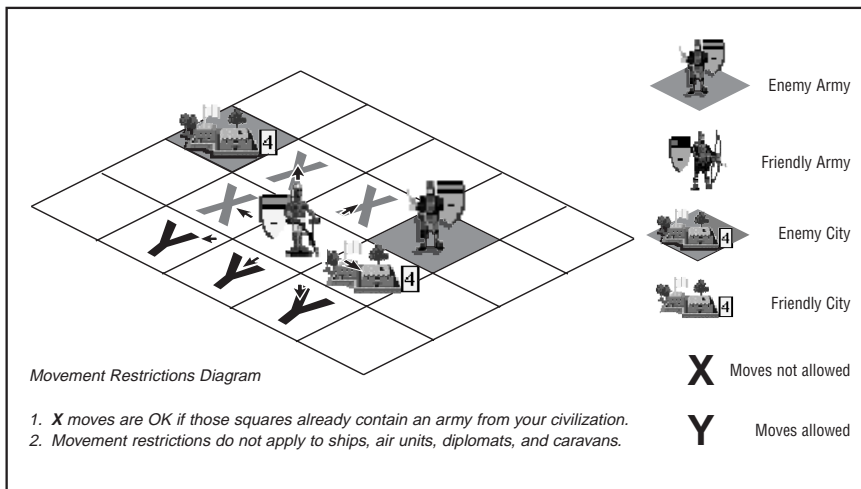 4
Enemy Army
X
X
X
Friendly Army
Y
4
Enemy City
4
Y
4
Friendly City
Y
Movement Restrictions Diagram
X Moves not allowed
1. X moves are OK if those squares already contain an army from your civilization.
Y Moves allowed
2. Movement restrictions do not apply to ships, air units, diplomats, and caravans.